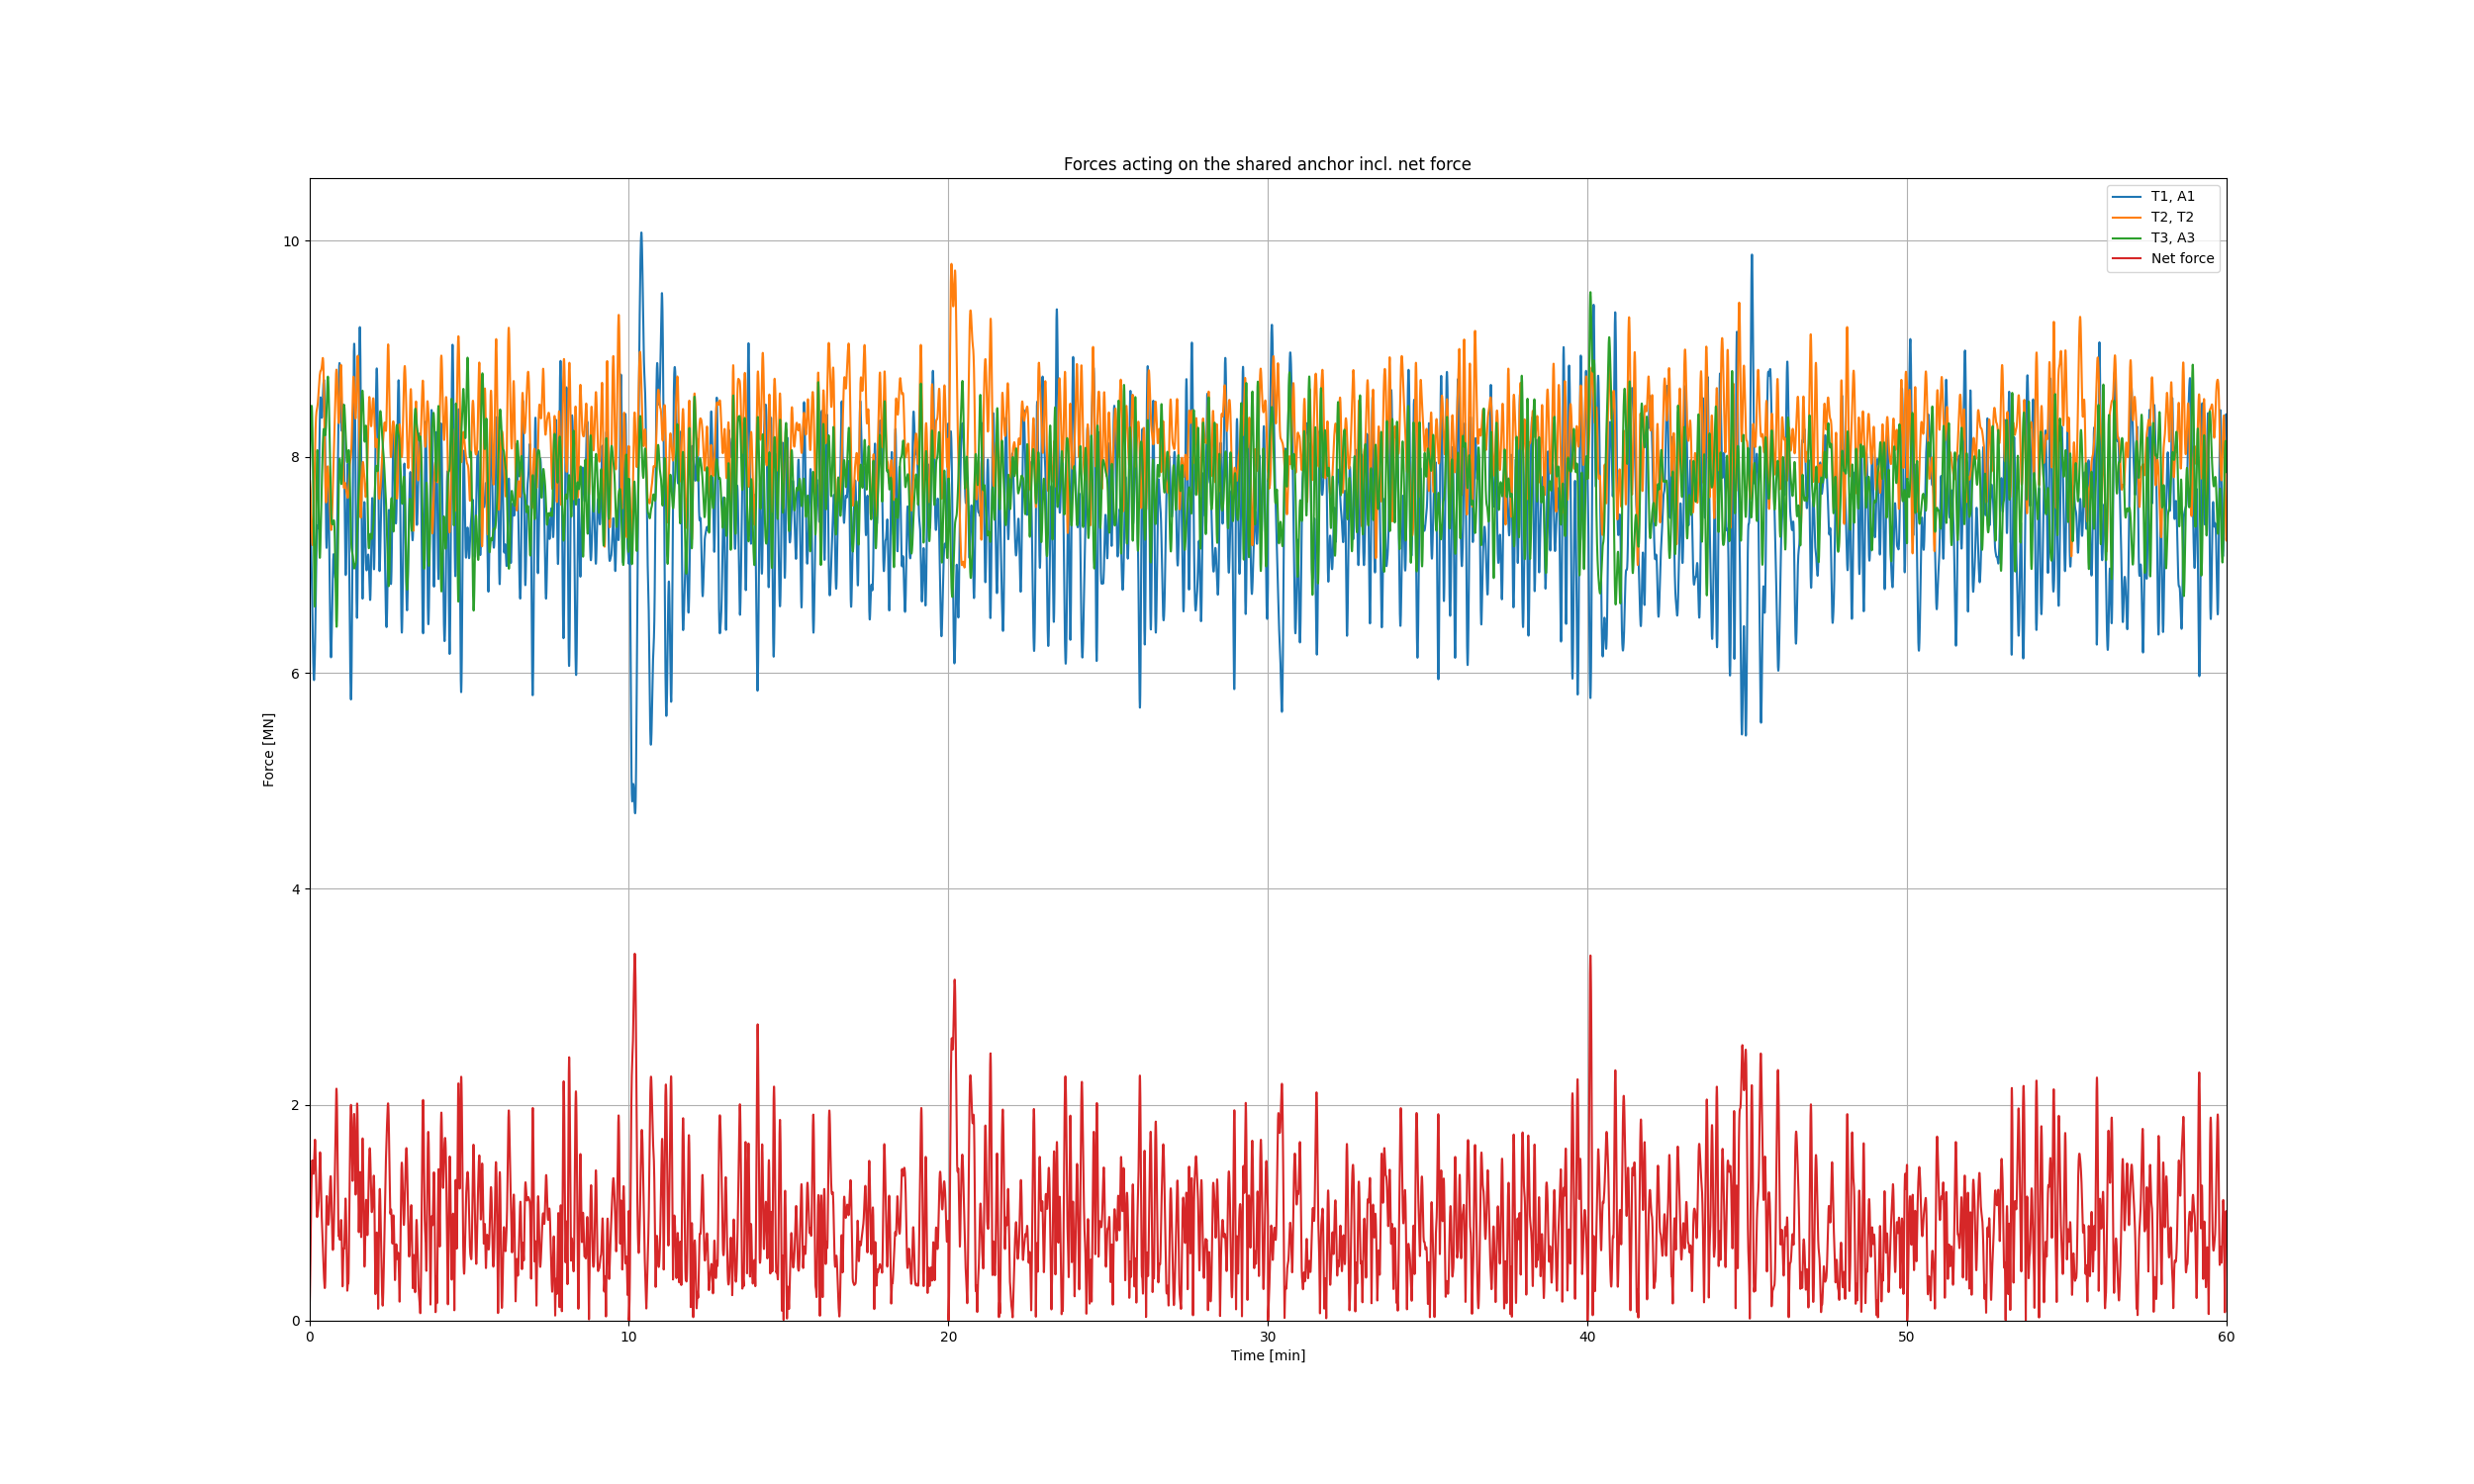 Forces acting on the shared anchor incl. net force
T1, A1
T2, T2
T3, A3
Net force
10
8
6
4
2
0
Force [MN]
0 10 20 30 40 50 60
Time [min]